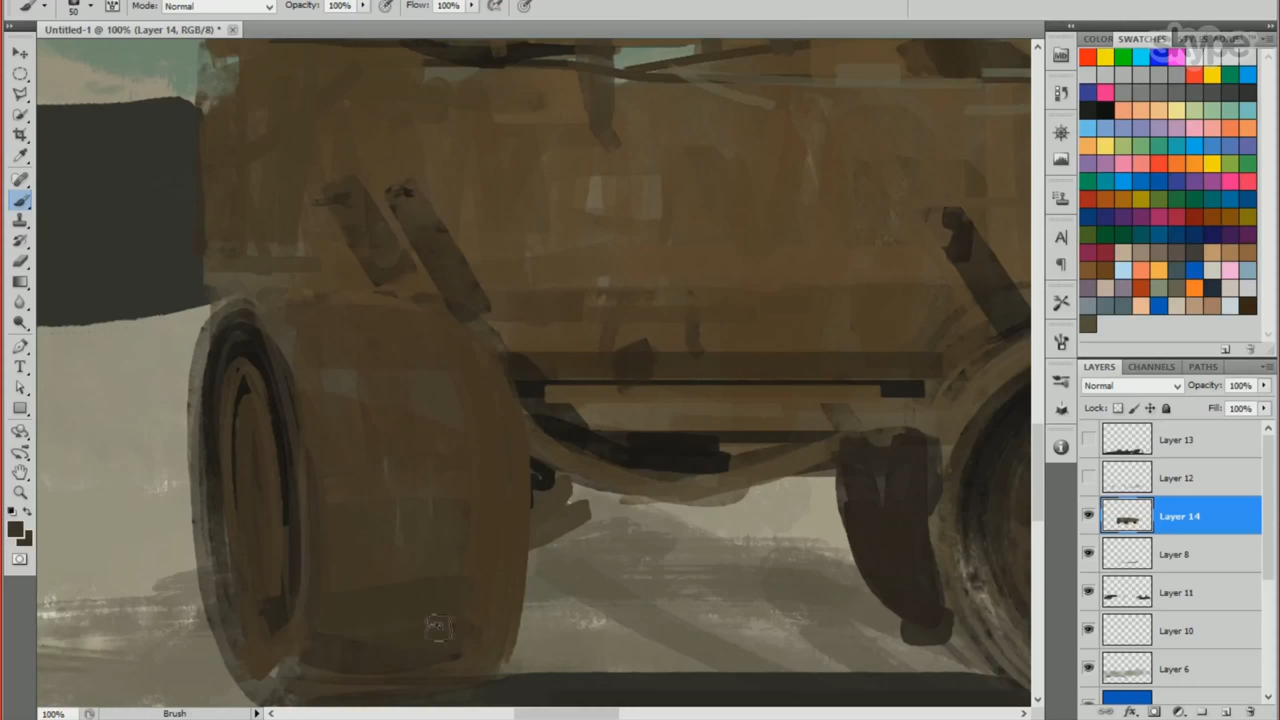 50
Mode: Normal
Opacity: 100%
Flow: 100%
Untitled-1 @ 100% (Layer 14, RGB/8) *
COLOR
SWATCHES
skype
LAYERS
CHANNELS
PATHS
Normal
Opacity: 100%
Lock:
Fill: 100%
Layer 13
Layer 12
Layer 14
Layer 8
Layer 11
Layer 10
Layer 6
100%
Brush